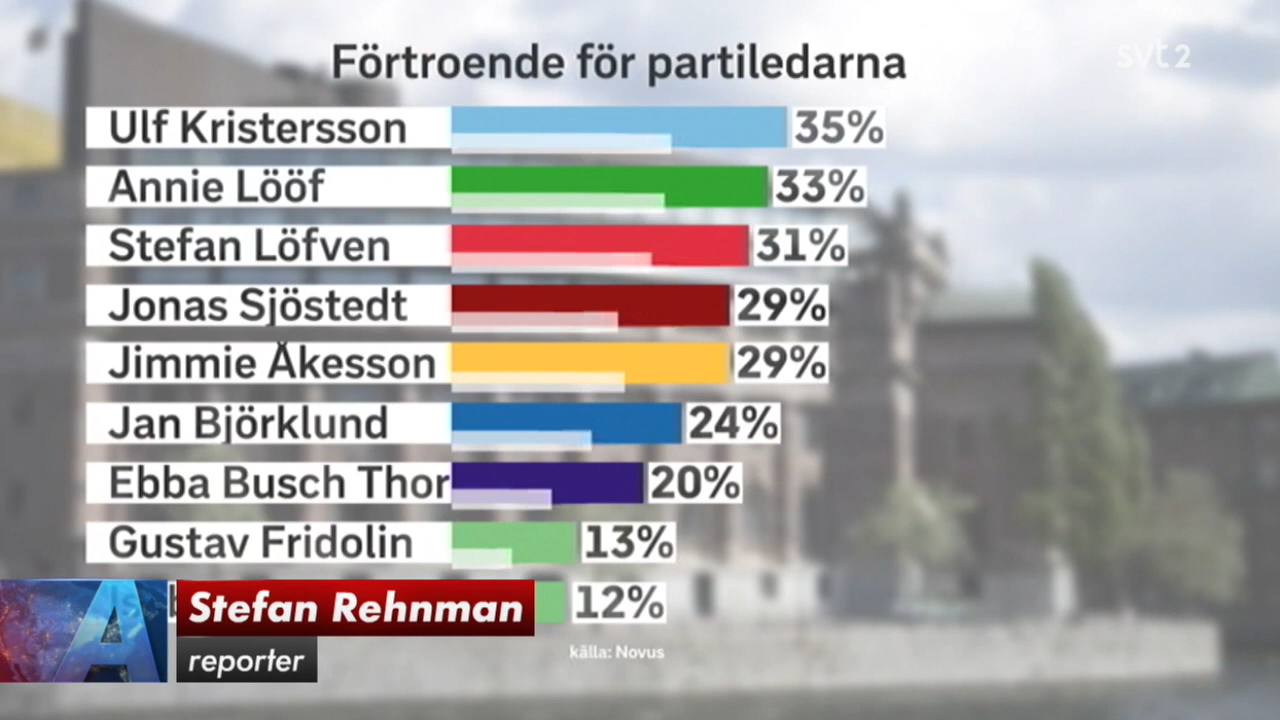 Förtroende för partiledarna
svt2
Ulf Kristersson 35%
Annie Lööf 33%
Stefan Löfven 31%
Jonas Sjöstedt 29%
Jimmie Åkesson 29%
Jan Björklund 24%
Ebba Busch Thor 20%
Gustav Fridolin 13%
12%
A
Stefan Rehnman
reporter
källa: Novus